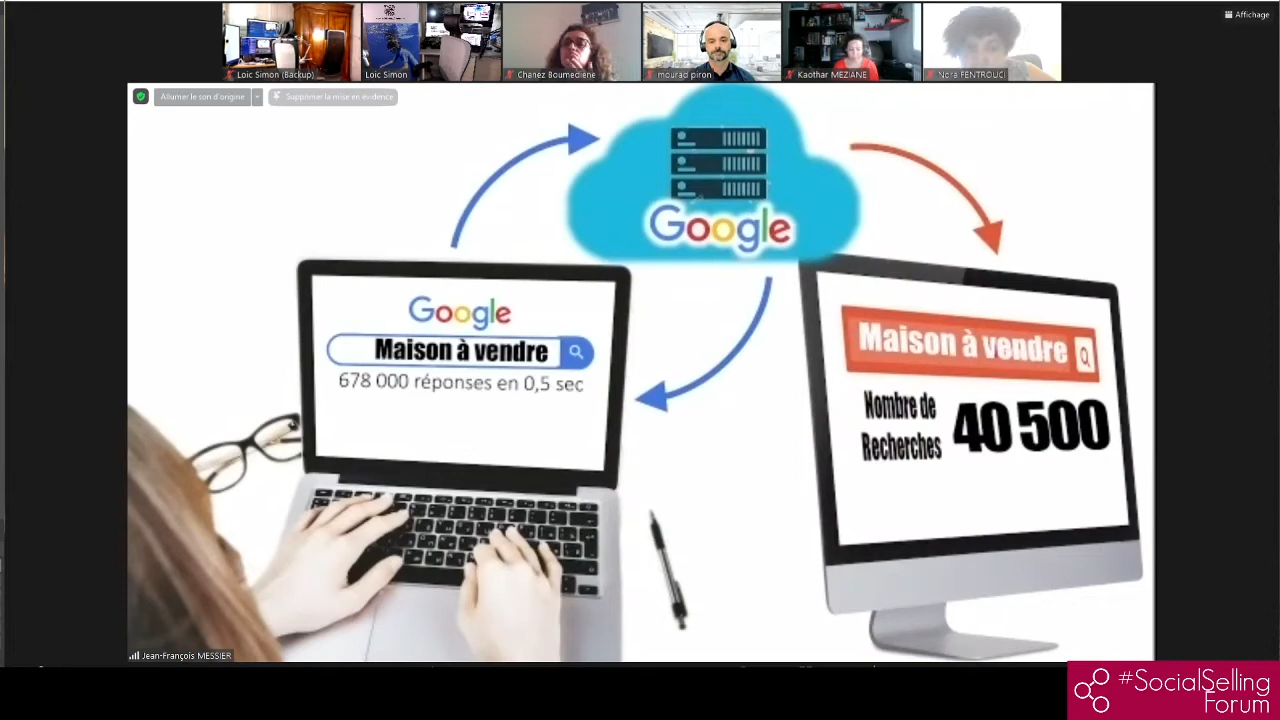 Affichage
Loic Simon (Backup)
Loic Simon
Chanez Boumediene
mourad piron
Kaothar MEZIANE
Nora FENTROUCI
Allumer le son d'origine
Supprimer la mise en évidence
Google
Google
Maison à vendre
678 000 réponses en 0,5 sec
Maison à vendre
Nombre de
Recherches
40 500
Jean-François MESSIER
#SocialSelling
Forum